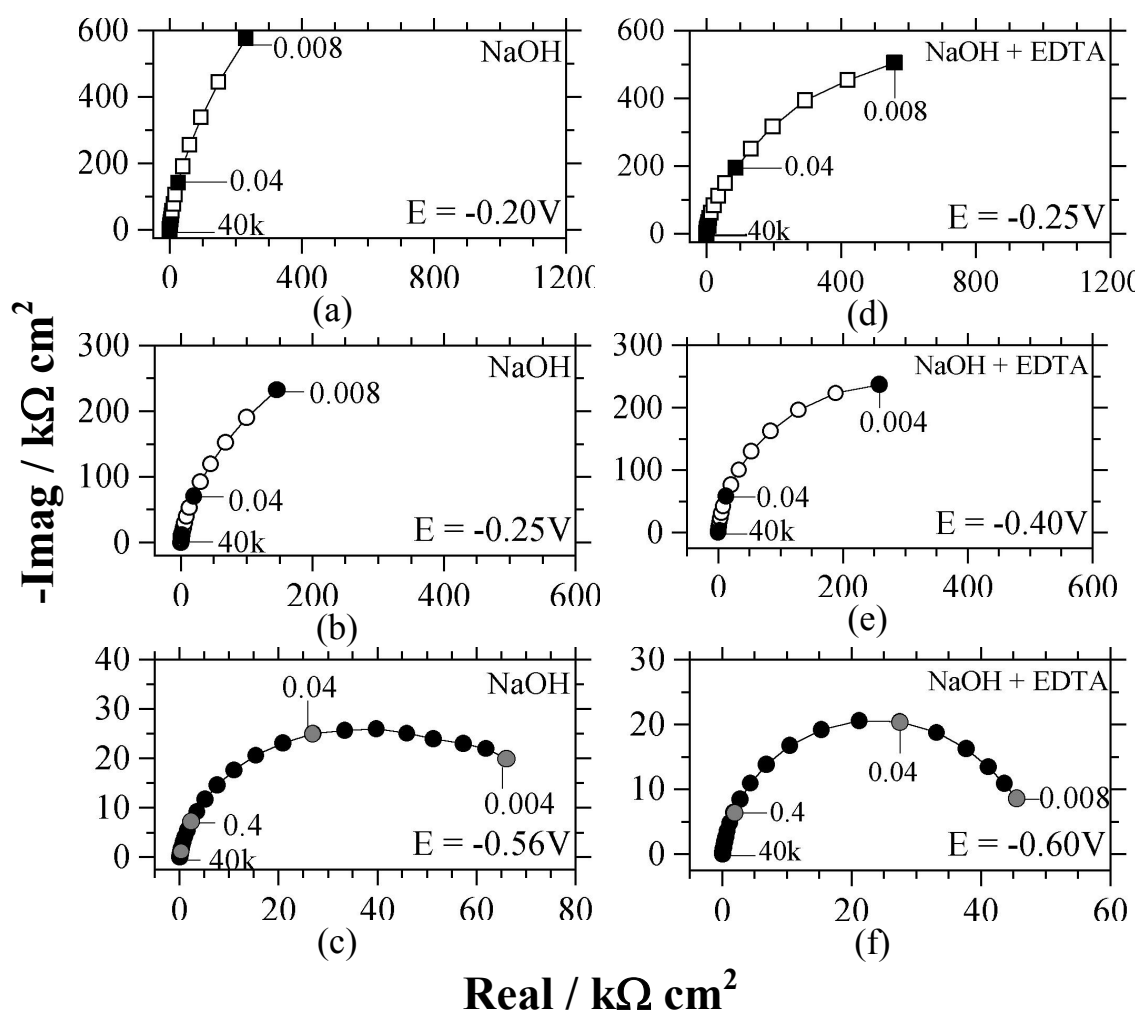 -Imag / kΩ cm²
600
400
200
0
NaOH
0.008
0.04
40k
E = -0.20V
0
400
800
1200
(a)
600
400
200
0
NaOH + EDTA
0.008
0.04
40k
E = -0.25V
0
400
800
1200
(d)
300
200
100
0
NaOH
0.008
0.04
40k
E = -0.25V
0
200
400
600
(b)
300
200
100
0
NaOH + EDTA
0.004
0.04
40k
E = -0.40V
0
200
400
600
(e)
40
30
20
10
0
NaOH
0.04
0.004
0.4
40k
E = -0.56V
0
20
40
60
80
(c)
30
20
10
0
NaOH + EDTA
0.04
0.008
0.4
40k
E = -0.60V
0
20
40
60
(f)
Real / kΩ cm²